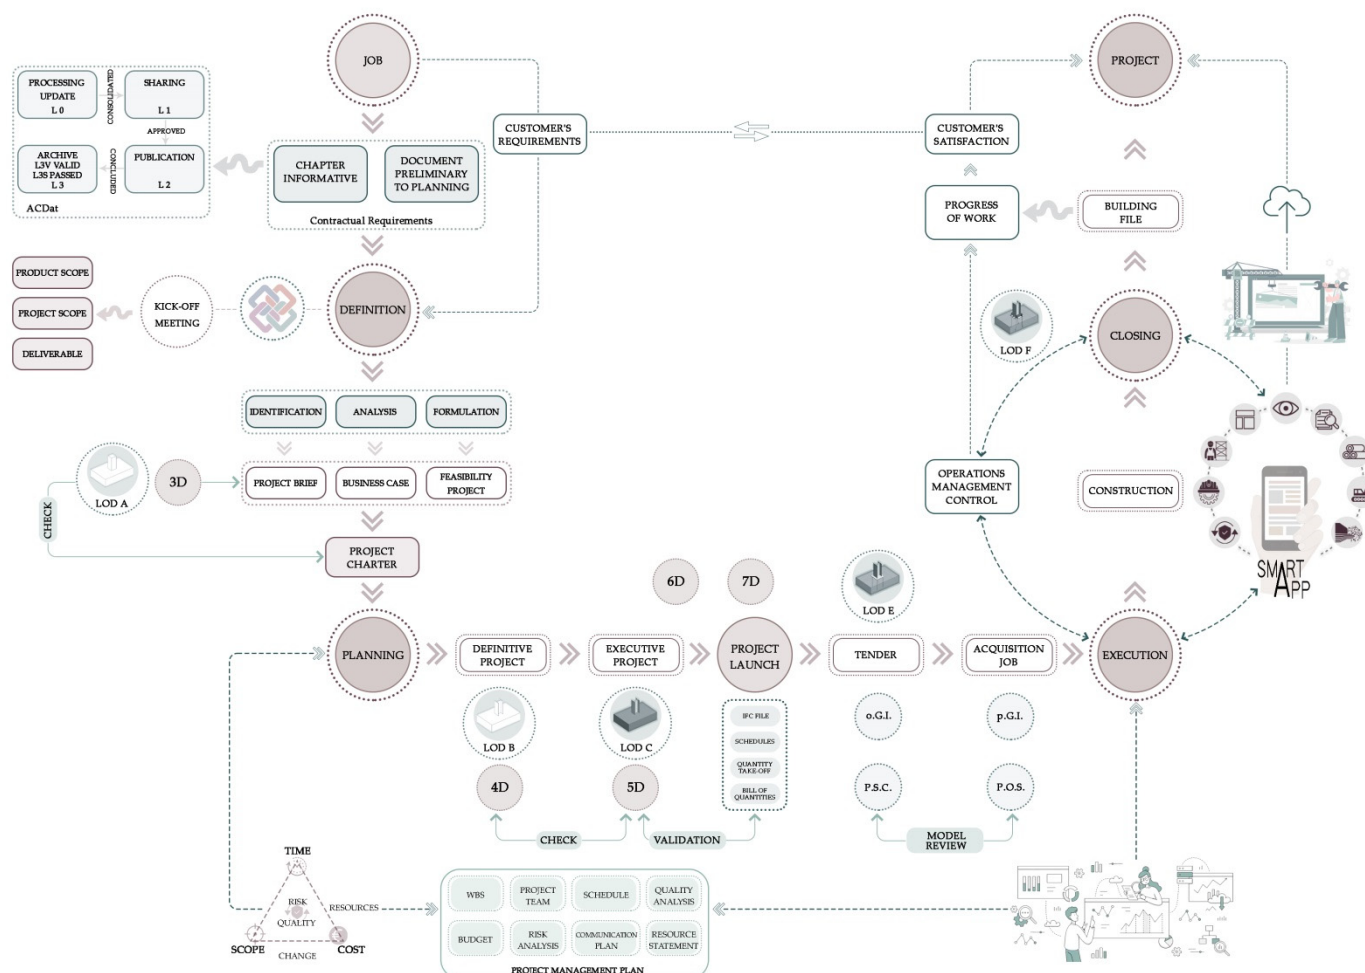 JOB
PROJECT
PROCESSING
UPDATE
L 0
CONSOLIDATED
SHARING
L 1
APPROVED
ARCHIVE
L3V VALID
L3S PASSED
L 3
CONCLUDED
PUBLICATION
L 2
ACDat
CHAPTER
INFORMATIVE
DOCUMENT
PRELIMINARY
TO PLANNING
Contractual Requirements
CUSTOMER'S
REQUIREMENTS
CUSTOMER'S
SATISFACTION
PROGRESS
OF WORK
BUILDING
FILE
PRODUCT SCOPE
PROJECT SCOPE
DELIVERABLE
KICK-OFF
MEETING
DEFINITION
LOD F
CLOSING
IDENTIFICATION
ANALYSIS
FORMULATION
LOD A
3D
PROJECT BRIEF
BUSINESS CASE
FEASIBILITY
PROJECT
CHECK
PROJECT
CHARTER
OPERATIONS
MANAGEMENT
CONTROL
CONSTRUCTION
SMART
APP
6D
7D
LOD E
PLANNING
DEFINITIVE
PROJECT
EXECUTIVE
PROJECT
PROJECT
LAUNCH
TENDER
ACQUISITION
JOB
EXECUTION
LOD B
LOD C
IFC FILE
SCHEDULES
QUANTITY
TAKE-OFF
BILL OF
QUANTITIES
o.G.I.
p.G.I.
4D
5D
P.S.C.
P.O.S.
CHECK
VALIDATION
MODEL
REVIEW
TIME
RISK
QUALITY
RESOURCES
SCOPE
COST
CHANGE
WBS
PROJECT
TEAM
SCHEDULE
QUALITY
ANALYSIS
BUDGET
RISK
ANALYSIS
COMMUNICATION
PLAN
RESOURCE
STATEMENT
PROJECT MANAGEMENT PLAN